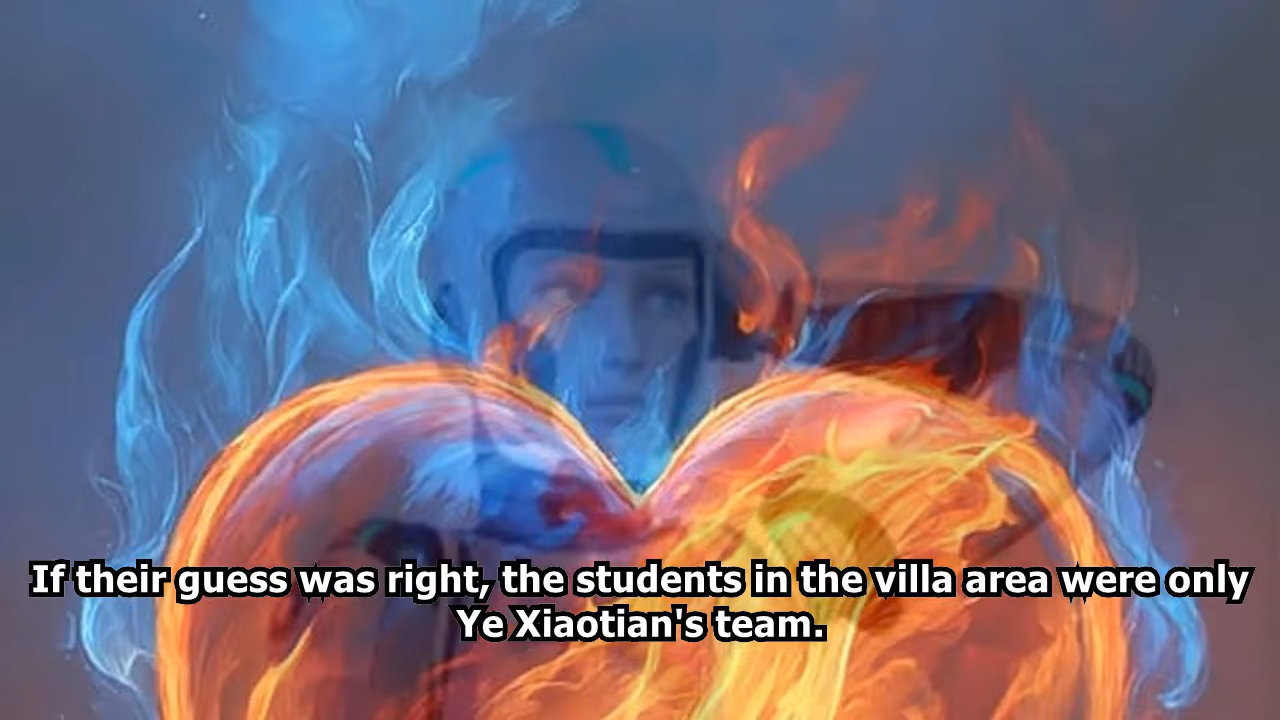 If their guess was right, the students in the villa area were only
Ye Xiaotian's team.